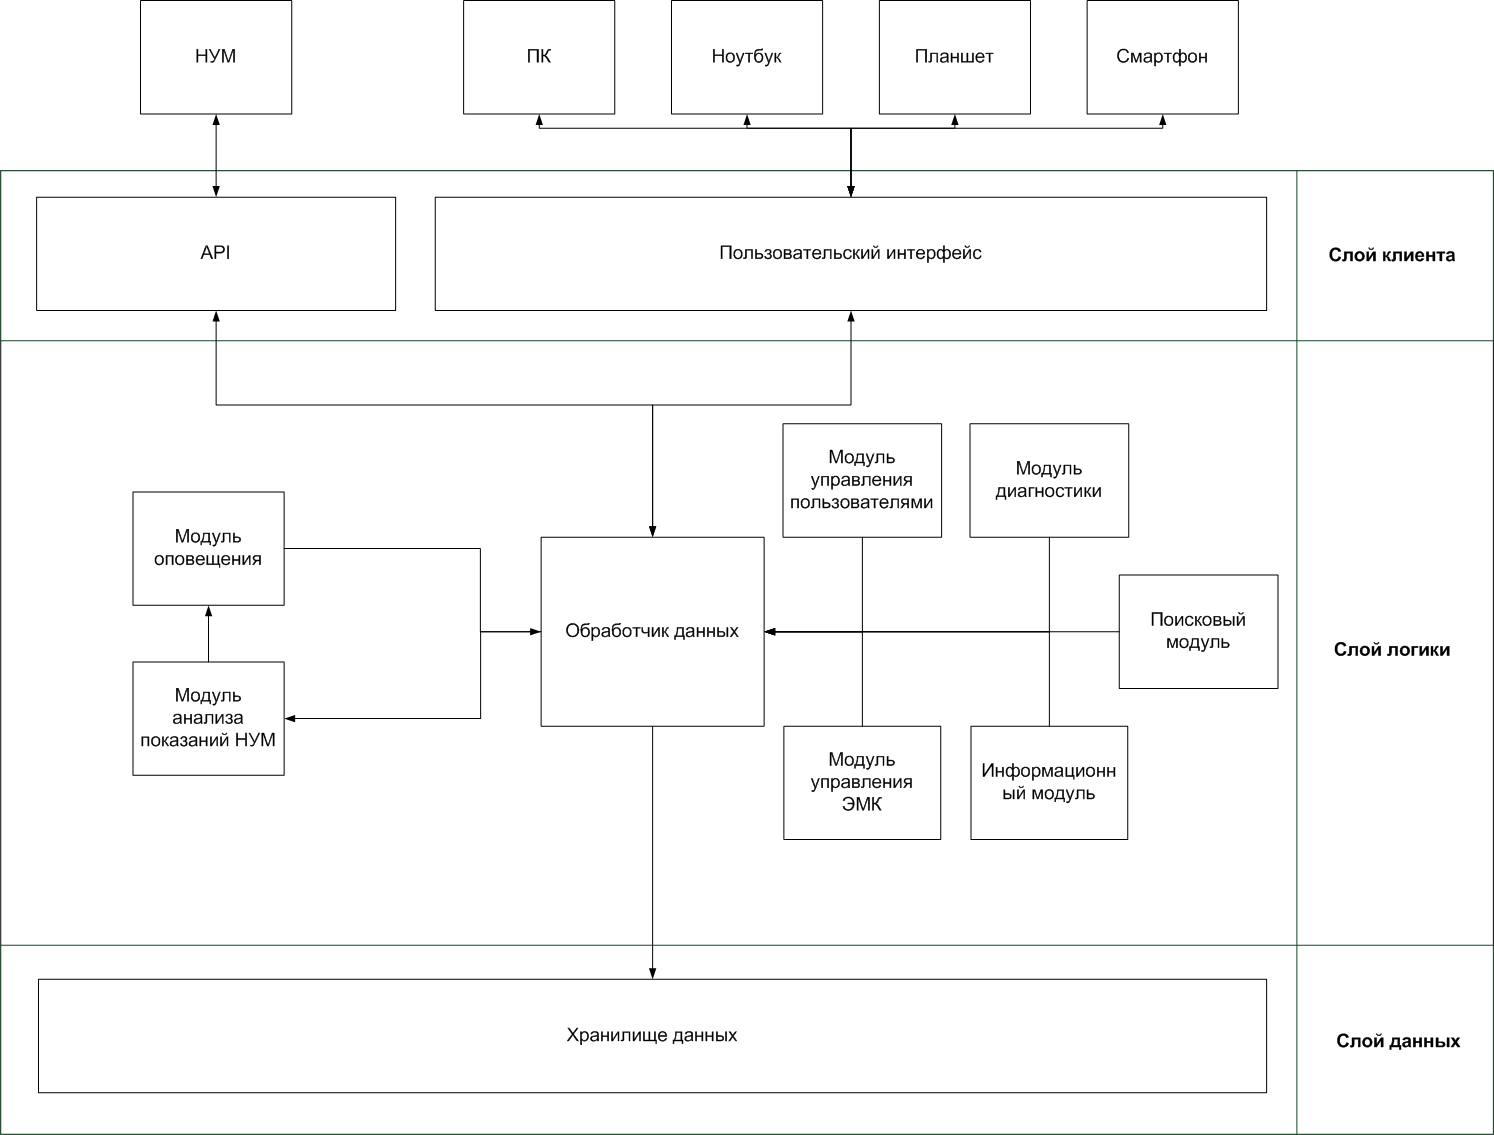 НУМ
ПК
Ноутбук
Планшет
Смартфон
API
Пользовательский интерфейс
Слой клиента
Модуль
управления
пользователями
Модуль
диагностики
Модуль
оповещения
Обработчик данных
Поисковый
модуль
Слой логики
Модуль
анализа
показаний НУМ
Модуль
управления
ЭМК
Информационн
ый модуль
Хранилище данных
Слой данных